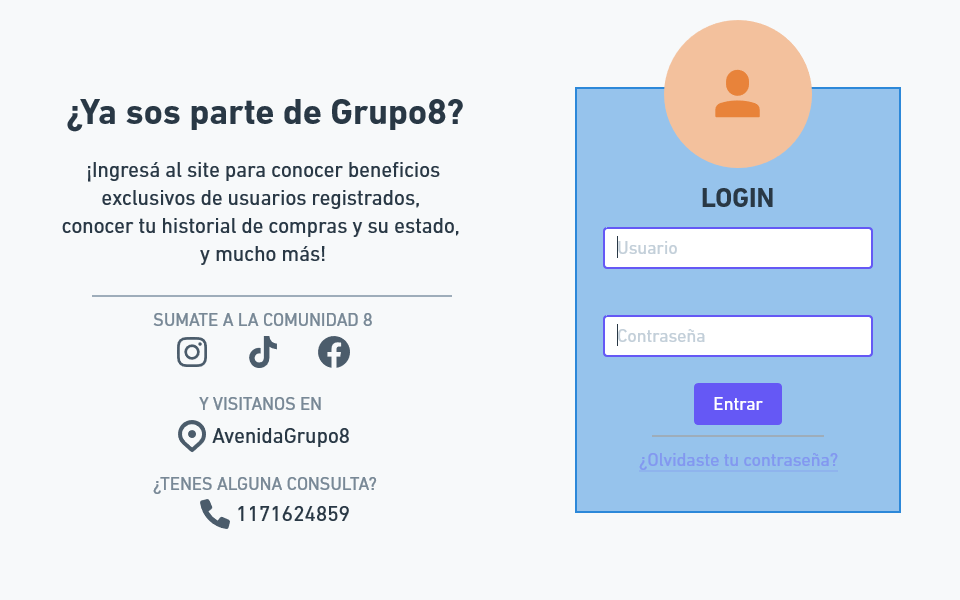 ¿Ya sos parte de Grupo8?
¡Ingresá al site para conocer beneficios
exclusivos de usuarios registrados,
conocer tu historial de compras y su estado,
y mucho más!
SUMATE A LA COMUNIDAD 8
Y VISITANOS EN
AvenidaGrupo8
¿TENES ALGUNA CONSULTA?
1171624859
LOGIN
Usuario
Contraseña
Entrar
¿Olvidaste tu contraseña?